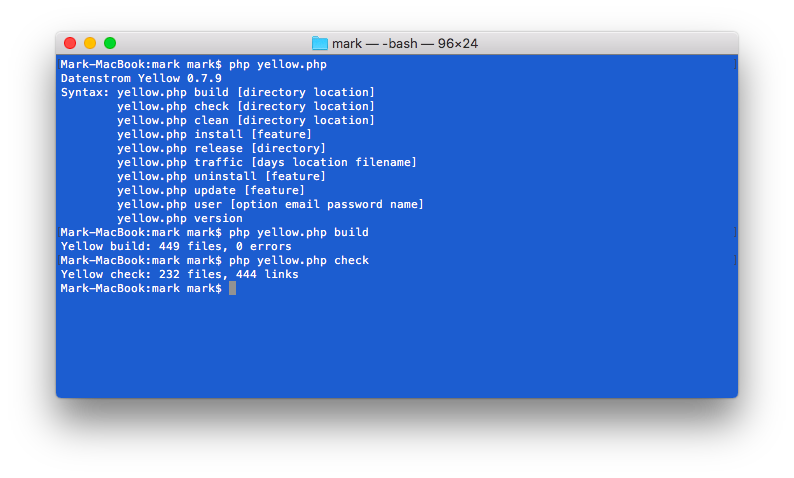 mark — -bash — 96×24
Mark-MacBook:mark mark$ php yellow.php
Datenstrom Yellow 0.7.9
Syntax: yellow.php build [directory location]
        yellow.php check [directory location]
        yellow.php clean [directory location]
        yellow.php install [feature]
        yellow.php release [directory]
        yellow.php traffic [days location filename]
        yellow.php uninstall [feature]
        yellow.php update [feature]
        yellow.php user [option email password name]
        yellow.php version
Mark-MacBook:mark mark$ php yellow.php build
Yellow build: 449 files, 0 errors
Mark-MacBook:mark mark$ php yellow.php check
Yellow check: 232 files, 444 links
Mark-MacBook:mark mark$